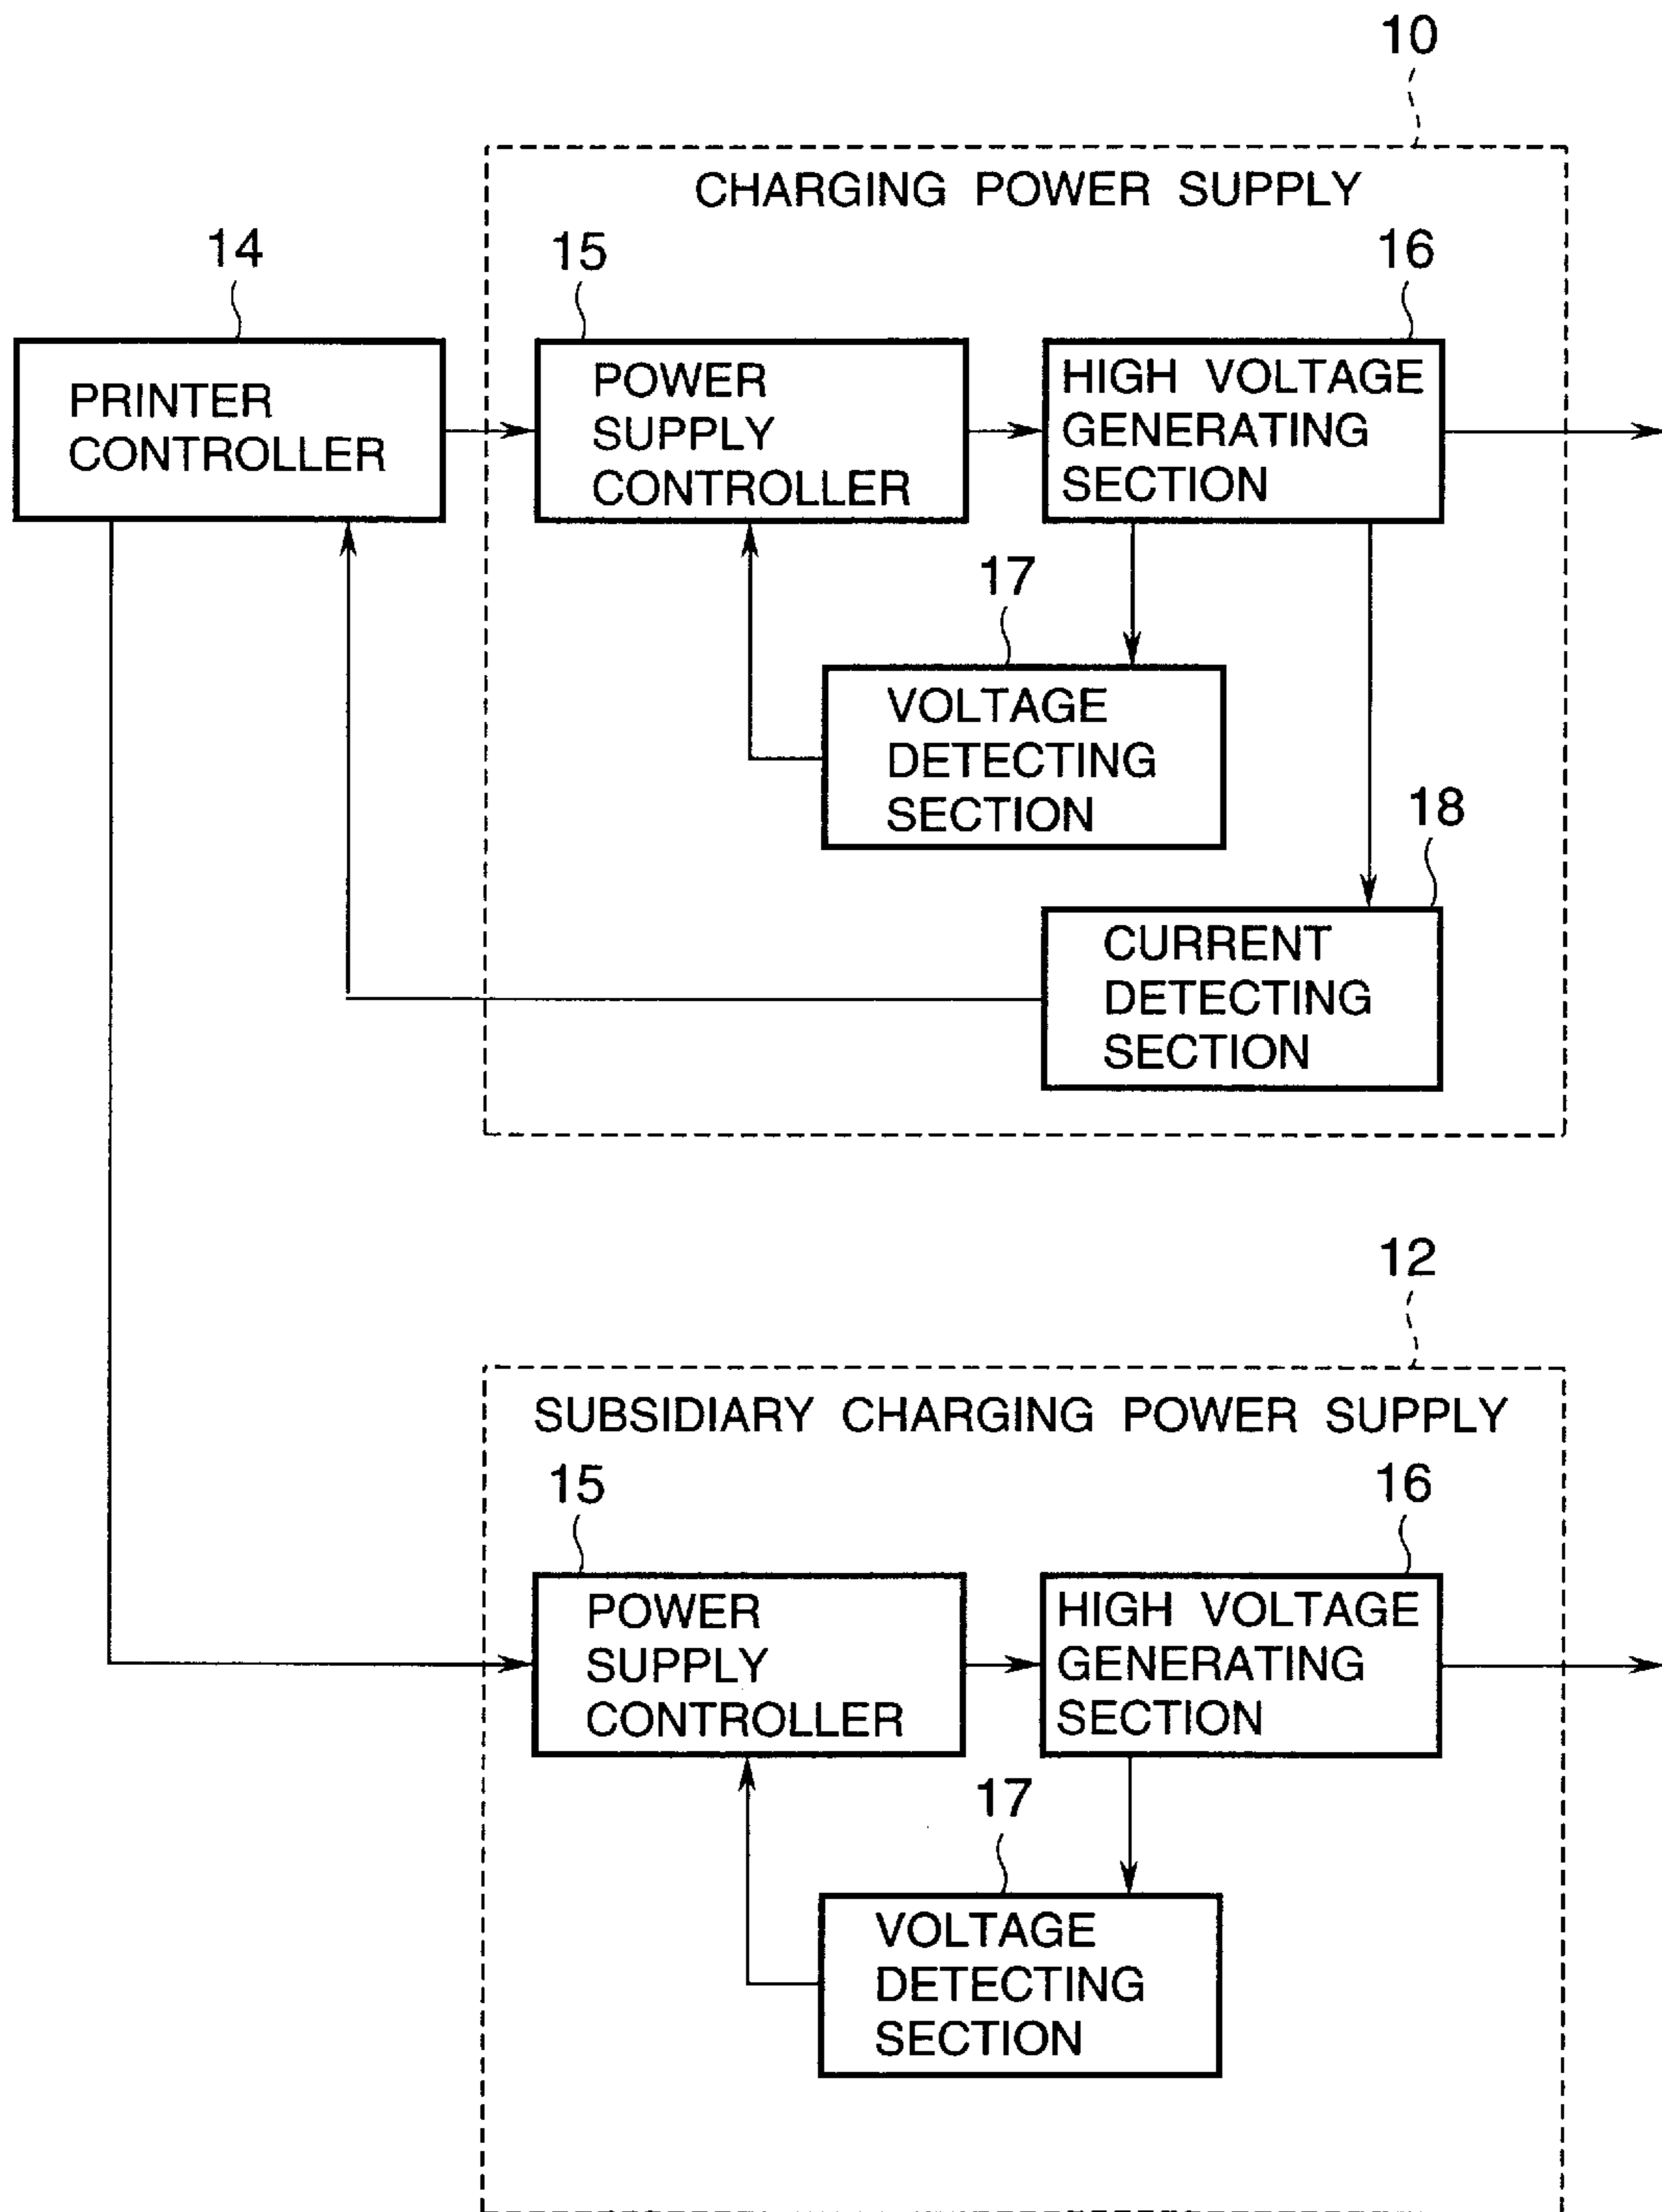 10
CHARGING POWER SUPPLY
14
15
16
PRINTER
CONTROLLER
POWER
SUPPLY
CONTROLLER
HIGH VOLTAGE
GENERATING
SECTION
17
VOLTAGE
DETECTING
SECTION
18
CURRENT
DETECTING
SECTION
12
SUBSIDIARY CHARGING POWER SUPPLY
15
16
POWER
SUPPLY
CONTROLLER
HIGH VOLTAGE
GENERATING
SECTION
17
VOLTAGE
DETECTING
SECTION